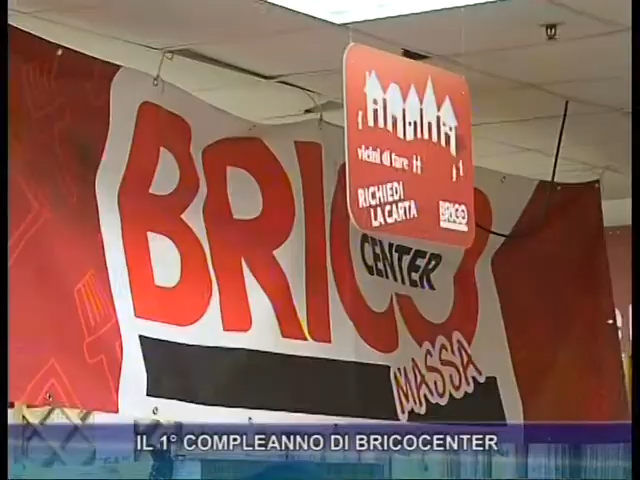 vicini di fare
RICHIEDI
LA CARTA
BRICO
BRICO
CENTER
MASSA
IL 1° COMPLEANNO DI BRICOCENTER